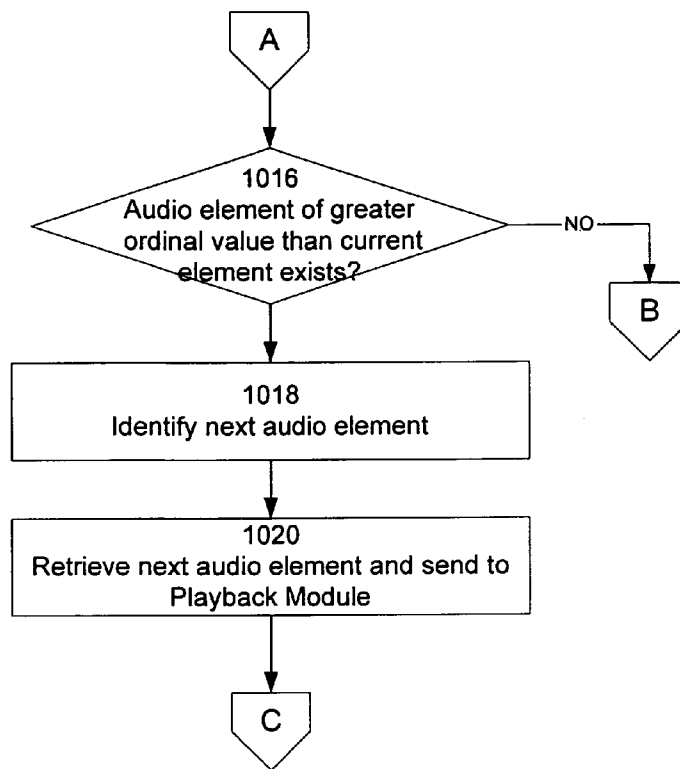 A
1016
Audio element of greater
ordinal value than current
element exists?
NO
B
1018
Identify next audio element
1020
Retrieve next audio element and send to
Playback Module
C